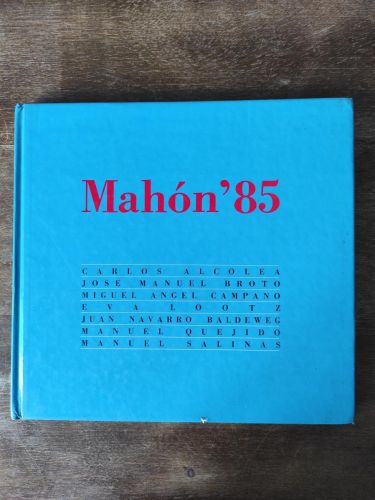 Mahón'85
CARLOS ALCOLEA
JOSE MANUEL BROTO
MIGUEL ANGEL CAMPANO
EVA LOOTZ
JUAN NAVARRO BALDEWEG
MANUEL QUEJIDO
MANUEL SALINAS